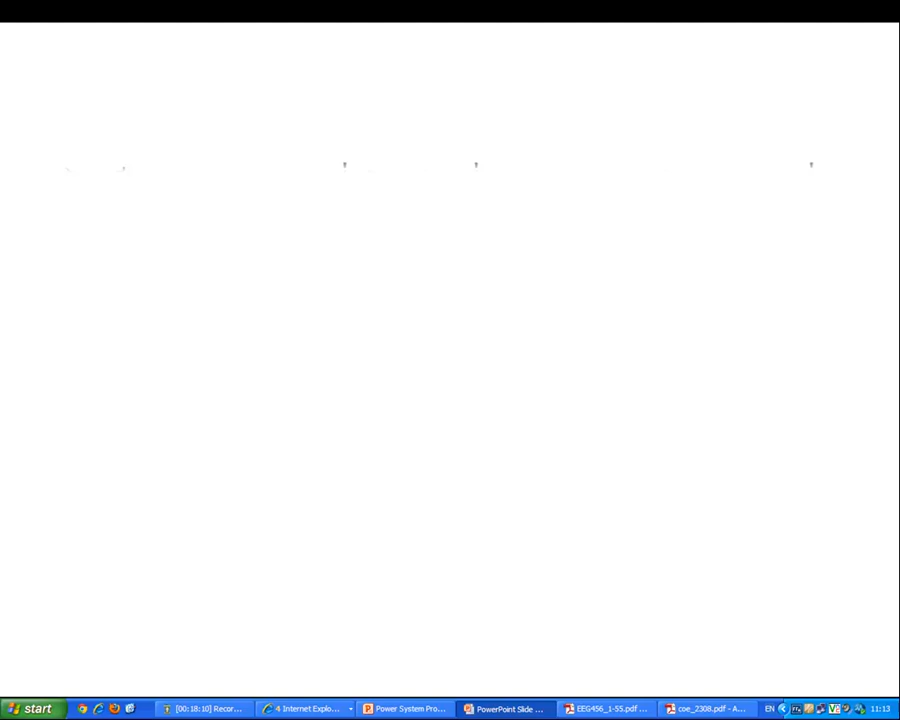 start
[00:18:10] Recor...
4 Internet Explo...
Power System Pro...
PowerPoint Slide ...
EEG456_1-55.pdf ...
coe_2308.pdf - A...
EN
11:13